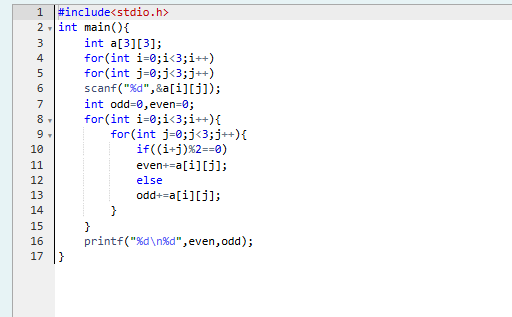 1 #include<stdio.h>
2 int main(){
3 int a[3][3];
4 for(int i=0;i<3;i++)
5 for(int j=0;j<3;j++)
6 scanf("%d",&a[i][j]);
7 int odd=0,even=0;
8 for(int i=0;i<3;i++){
9 for(int j=0;j<3;j++){
10 if((i+j)%2==0)
11 even+=a[i][j];
12 else
13 odd+=a[i][j];
14 }
15 }
16 printf("%d\n%d",even,odd);
17 }